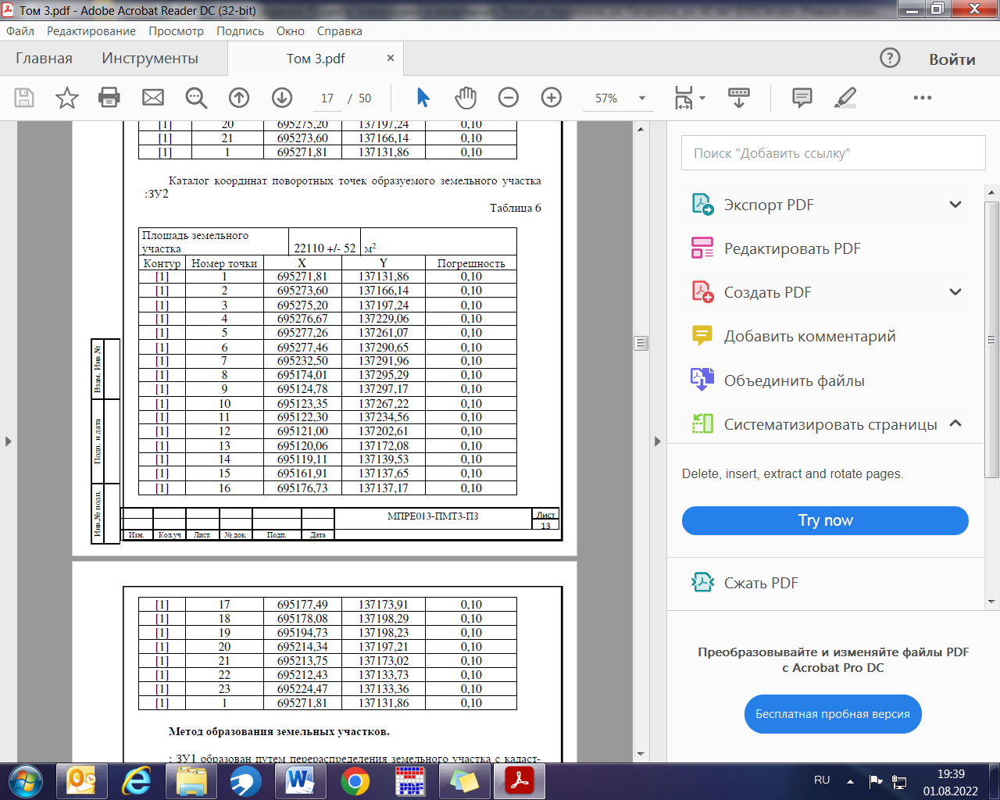 Том 3.pdf - Adobe Acrobat Reader DC (32-bit)
Файл Редактирование Просмотр Подпись Окно Справка
Главная Инструменты Том 3.pdf × ? Войти
17 / 50 57%
[1] 20 695275,20 137197,24 0,10
[1] 21 695273,60 137166,14 0,10
[1] 1 695271,81 137131,86 0,10
Каталог координат поворотных точек образуемого земельного участка
:ЗУ2
Таблица 6
Площадь земельного
участка 22110 +/- 52 м²
Контур Номер точки X Y Погрешность
[1] 1 695271,81 137131,86 0,10
[1] 2 695273,60 137166,14 0,10
[1] 3 695275,20 137197,24 0,10
[1] 4 695276,67 137229,06 0,10
[1] 5 695277,26 137261,07 0,10
[1] 6 695277,46 137290,65 0,10
[1] 7 695232,50 137291,96 0,10
[1] 8 695174,01 137295,29 0,10
[1] 9 695124,78 137297,17 0,10
[1] 10 695123,35 137267,22 0,10
[1] 11 695122,30 137234,56 0,10
[1] 12 695121,00 137202,61 0,10
[1] 13 695120,06 137172,08 0,10
[1] 14 695119,11 137139,53 0,10
[1] 15 695161,91 137137,65 0,10
[1] 16 695176,73 137137,17 0,10
Взам. Инв №
Подп. и дата
Инв.№ подп.
МПРЕ013-ПМТЗ-ПЗ Лист
13
Изм. Кол.уч Лист. № док. Подп. Дата
[1] 17 695177,49 137173,91 0,10
[1] 18 695178,08 137198,29 0,10
[1] 19 695194,73 137198,23 0,10
[1] 20 695214,34 137197,21 0,10
[1] 21 695213,75 137173,02 0,10
[1] 22 695212,43 137133,73 0,10
[1] 23 695224,47 137133,36 0,10
[1] 1 695271,81 137131,86 0,10
Метод образования земельных участков.
: ЗУ1 образован путем перераспределения земельного участка с кадаст-
Поиск "Добавить ссылку"
Экспорт PDF
Редактировать PDF
Создать PDF
Добавить комментарий
Объединить файлы
Систематизировать страницы
Delete, insert, extract and rotate pages.
Try now
Сжать PDF
Преобразовывайте и изменяйте файлы PDF
с Acrobat Pro DC
Бесплатная пробная версия
RU 19:39
01.08.2022